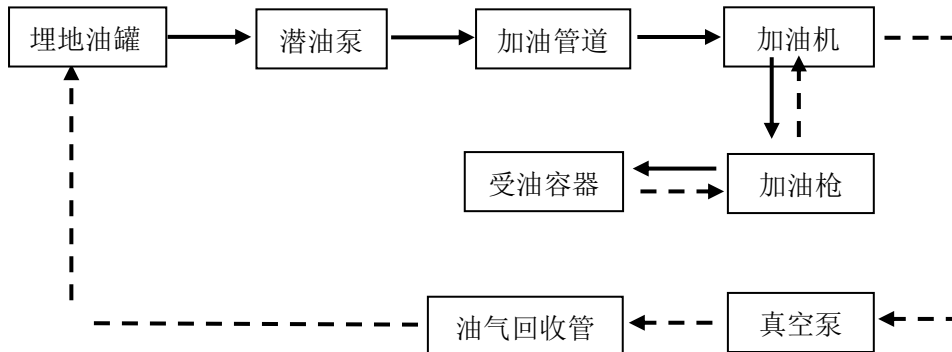 埋地油罐
潜油泵
加油管道
加油机
受油容器
加油枪
油气回收管
真空泵